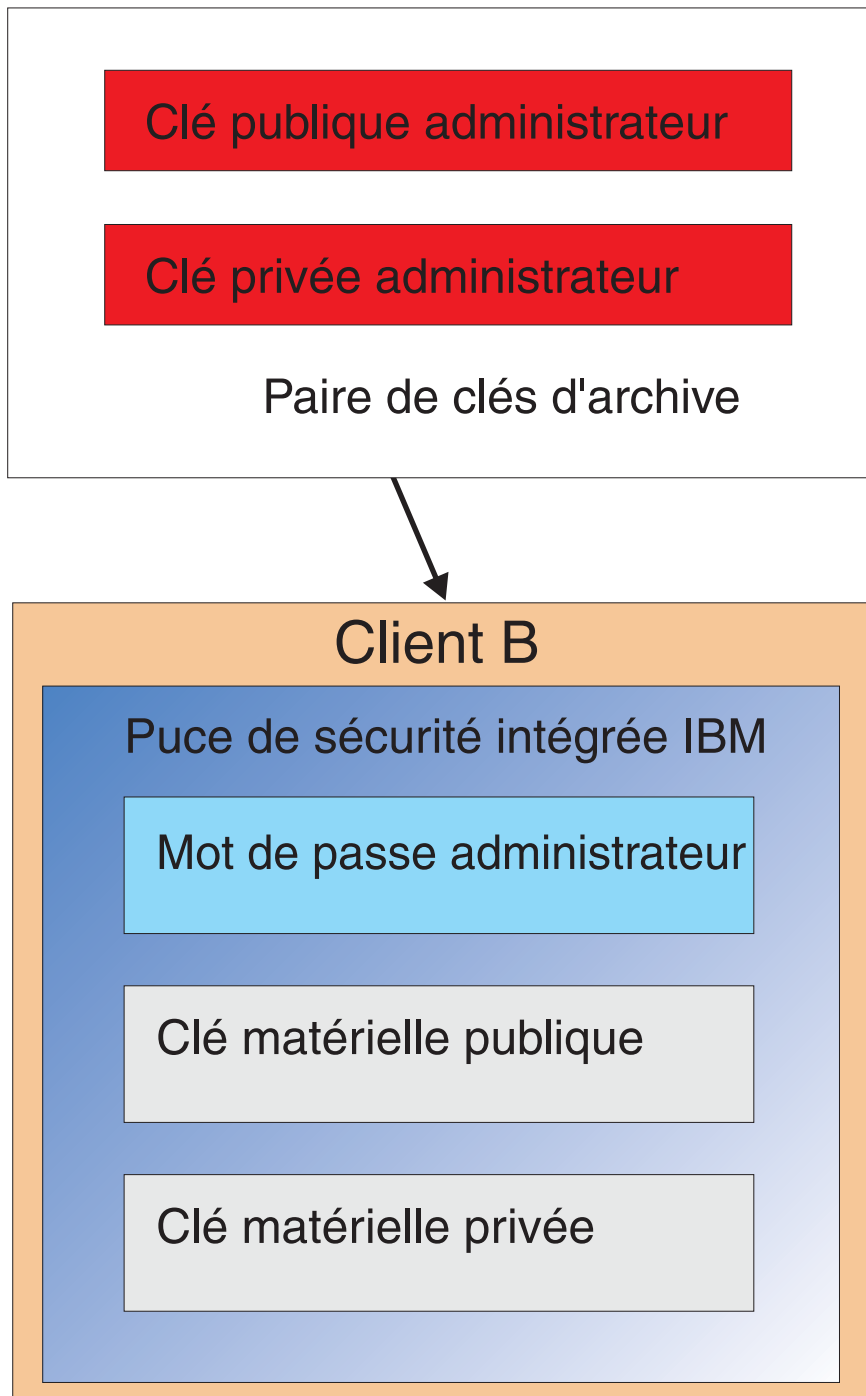 Clé publique administrateur
Clé privée administrateur
Paire de clés d'archive
Client B
Puce de sécurité intégrée IBM
Mot de passe administrateur
Clé matérielle publique
Clé matérielle privée